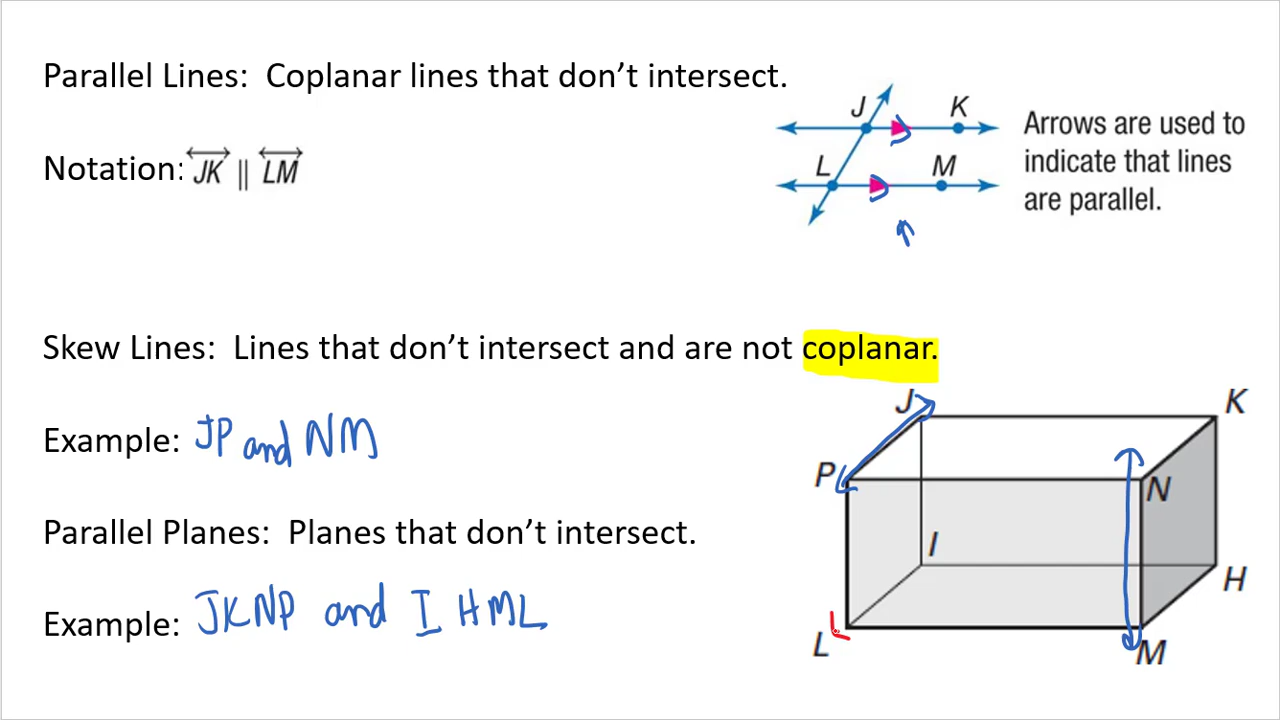 Parallel Lines: Coplanar lines that don't intersect.
J K
Arrows are used to
indicate that lines
are parallel.
Notation: JK ∥ LM
L M
Skew Lines: Lines that don't intersect and are not coplanar.
J K
Example: JP and NM
P N
Parallel Planes: Planes that don't intersect.
I H
Example: JKNP and IHML
L M